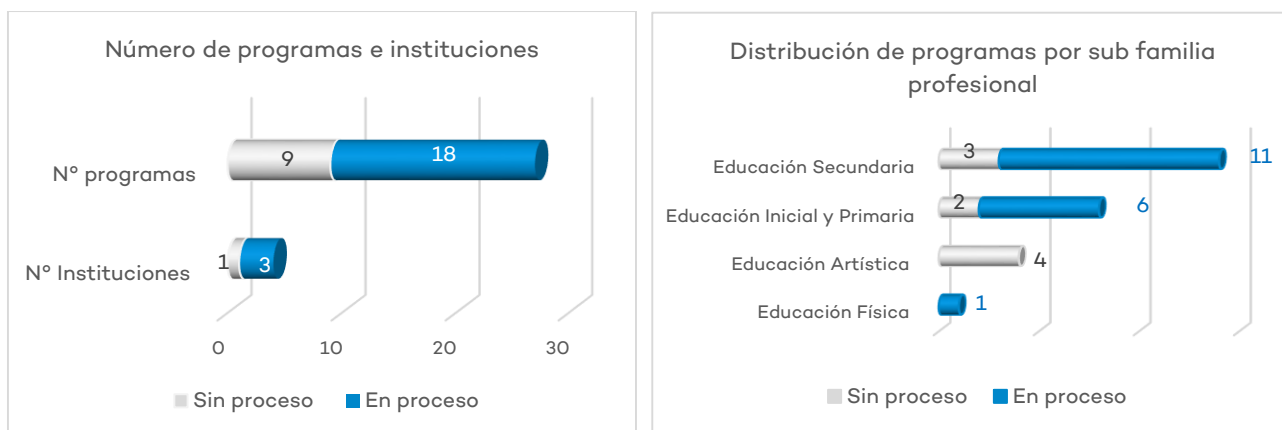 Número de programas e instituciones
N° programas
9
18
N° Instituciones
1
3
0 10 20 30
Sin proceso En proceso
Distribución de programas por sub familia
profesional
Educación Secundaria
3
11
Educación Inicial y Primaria
2
6
Educación Artística
4
Educación Física
1
Sin proceso En proceso